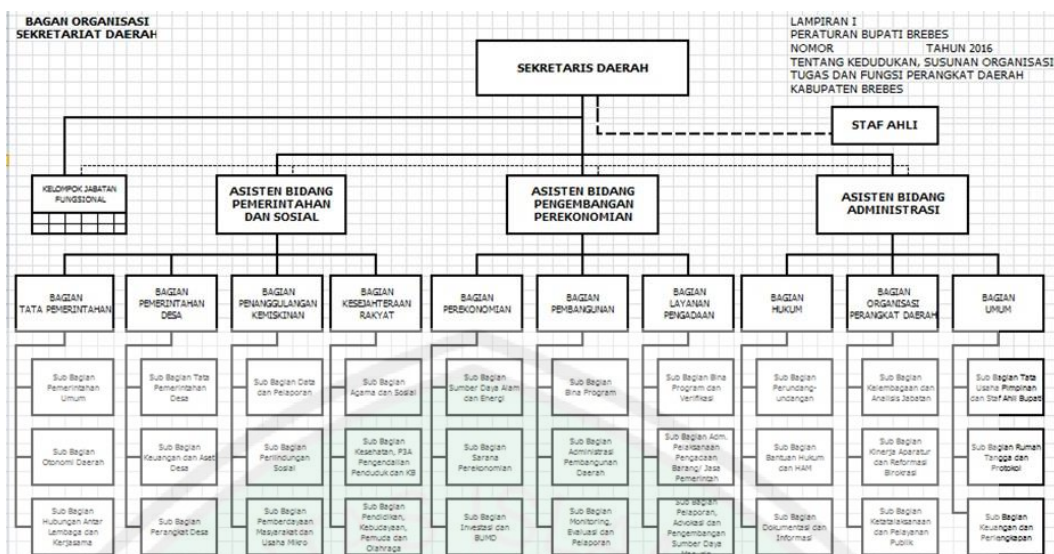 BAGAN ORGANISASI
SEKRETARIAT DAERAH
LAMPIRAN I
PERATURAN BUPATI BREBES
NOMOR TAHUN 2016
TENTANG KEDUDUKAN, SUSUNAN ORGANISASI
TUGAS DAN FUNGSI PERANGKAT DAERAH
KABUPATEN BREBES
SEKRETARIS DAERAH
STAF AHLI
KELOMPOK JABATAN
FUNGSIONAL
ASISTEN BIDANG
PEMERINTAHAN
DAN SOSIAL
ASISTEN BIDANG
PENGEMBANGAN
PEREKONOMIAN
ASISTEN BIDANG
ADMINISTRASI
BAGIAN
TATA PEMERINTAHAN
BAGIAN
PEMERINTAHAN
DESA
BAGIAN
PENANGGULANGAN
KEMISKINAN
BAGIAN
KESEJAHTERAAN
RAKYAT
BAGIAN
PEREKONOMIAN
BAGIAN
PEMBANGUNAN
BAGIAN
LAYANAN
PENGADAAN
BAGIAN
HUKUM
BAGIAN
ORGANISASI
PERANGKAT DAERAH
BAGIAN
UMUM
Sub Bagian
Pemerintahan
Umum
Sub Bagian Tata
Pemerintahan
Desa
Sub Bagian Data
dan Pelaporan
Sub Bagian
Agama dan Sosial
Sub Bagian
Sumber Daya Alam
dan Energi
Sub Bagian
Bina Program
Sub Bagian Bina
Program dan
Verifikasi
Sub Bagian
Perundang-
undangan
Sub Bagian
Kelembagaan dan
Analisis Jabatan
Sub Bagian Tata
Usaha Pimpinan
dan Staf Ahli Bupati
Sub Bagian
Otonomi Daerah
Sub Bagian
Keuangan dan Aset
Desa
Sub Bagian
Perlindungan
Sosial
Sub Bagian
Kesehatan, P3A
Pengendalian
Penduduk dan KB
Sub Bagian
Sarana
Perekonomian
Sub Bagian
Administrasi
Pembangunan
Daerah
Sub Bagian Adm.
Pelaksanaan
Pengadaan
Barang/ Jasa
Pemerintah
Sub Bagian
Bantuan Hukum
dan HAM
Sub Bagian
Kinerja Aparatur
dan Reformasi
Birokrasi
Sub Bagian Rumah
Tangga dan
Protokol
Sub Bagian
Hubungan Antar
Lembaga dan
Kerjasama
Sub Bagian
Perangkat Desa
Sub Bagian
Pemberdayaan
Masyarakat dan
Usaha Mikro
Sub Bagian
Pendidikan,
Kebudayaan,
Pemuda dan
Olahraga
Sub Bagian
Investasi dan
BUMD
Sub Bagian
Monitoring,
Evaluasi dan
Pelaporan
Sub Bagian
Pelaporan,
Advokasi dan
Pengembangan
Sumber Daya
Sub Bagian
Dokumentasi dan
Informasi
Sub Bagian
Ketatalaksanaan
dan Pelayanan
Publik
Sub Bagian
Keuangan dan
Perlengkapan